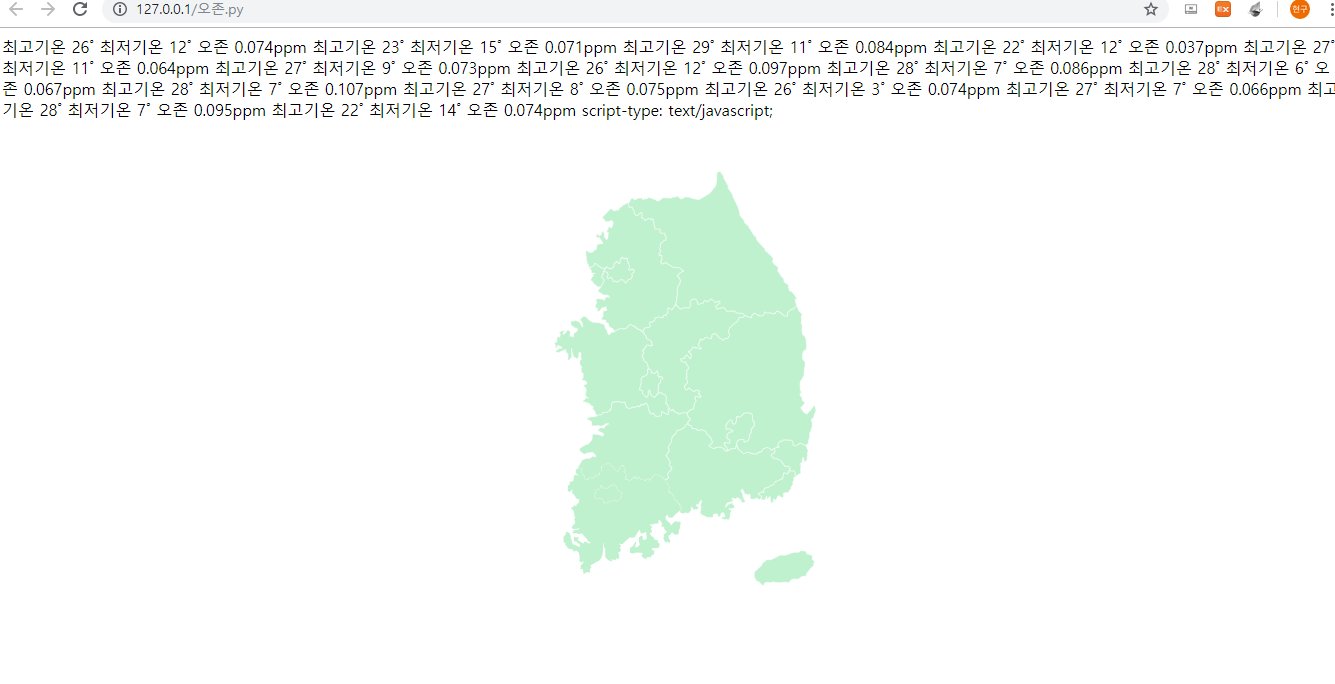 127.0.0.1/오존.py
현구
최고기온 26˚ 최저기온 12˚ 오존 0.074ppm 최고기온 23˚ 최저기온 15˚ 오존 0.071ppm 최고기온 29˚ 최저기온 11˚ 오존 0.084ppm 최고기온 22˚ 최저기온 12˚ 오존 0.037ppm 최고기온 27˚
최저기온 11˚ 오존 0.064ppm 최고기온 27˚ 최저기온 9˚ 오존 0.073ppm 최고기온 26˚ 최저기온 12˚ 오존 0.097ppm 최고기온 28˚ 최저기온 7˚ 오존 0.086ppm 최고기온 28˚ 최저기온 6˚ 오
존 0.067ppm 최고기온 28˚ 최저기온 7˚ 오존 0.107ppm 최고기온 27˚ 최저기온 8˚ 오존 0.075ppm 최고기온 26˚ 최저기온 3˚ 오존 0.074ppm 최고기온 27˚ 최저기온 7˚ 오존 0.066ppm 최고
기온 28˚ 최저기온 7˚ 오존 0.095ppm 최고기온 22˚ 최저기온 14˚ 오존 0.074ppm script-type: text/javascript;